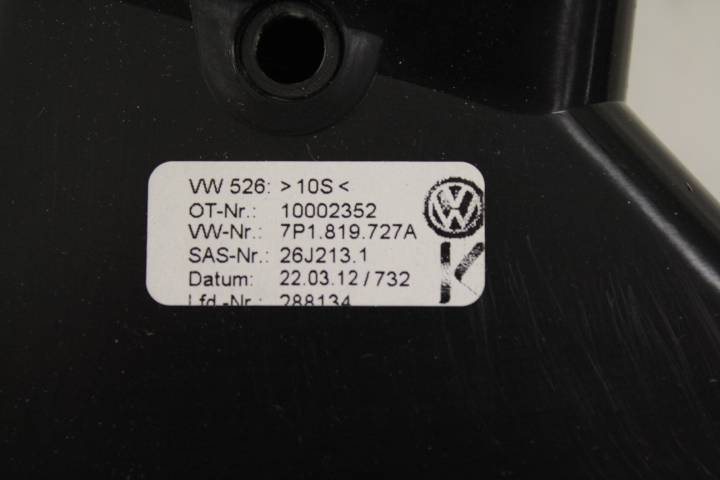 VW 526: >10S<
OT-Nr.: 10002352
VW-Nr.: 7P1.819.727A
SAS-Nr.: 26J213.1
Datum: 22.03.12/732
Lfd.-Nr.: 288134
VW
K